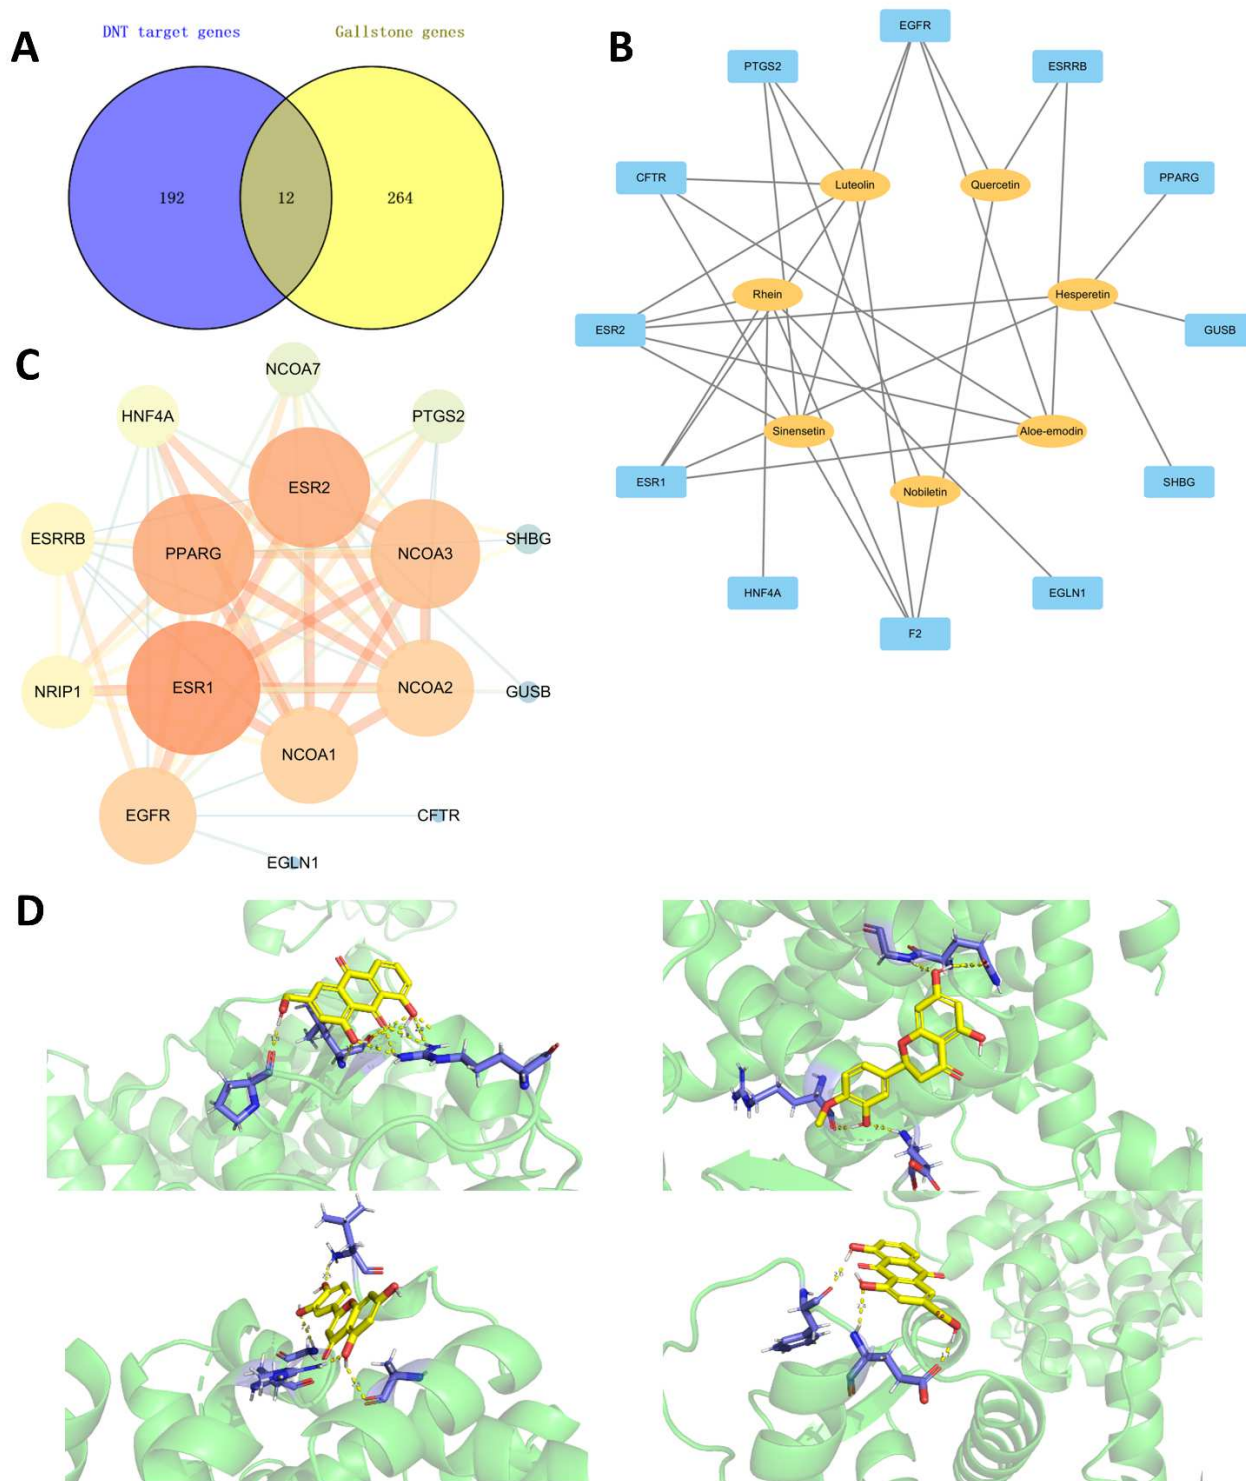 A
DNT target genes
Gallstone genes
192
12
264
B
EGFR
PTGS2
ESRRB
CFTR
Luteolin
Quercetin
PPARG
Rhein
Hesperetin
ESR2
GUSB
Sinensetin
Aloe-emodin
ESR1
Nobiletin
SHBG
HNF4A
EGLN1
F2
C
NCOA7
HNF4A
PTGS2
ESR2
ESRRB
PPARG
NCOA3
SHBG
NRIP1
ESR1
NCOA2
GUSB
NCOA1
EGFR
CFTR
EGLN1
D